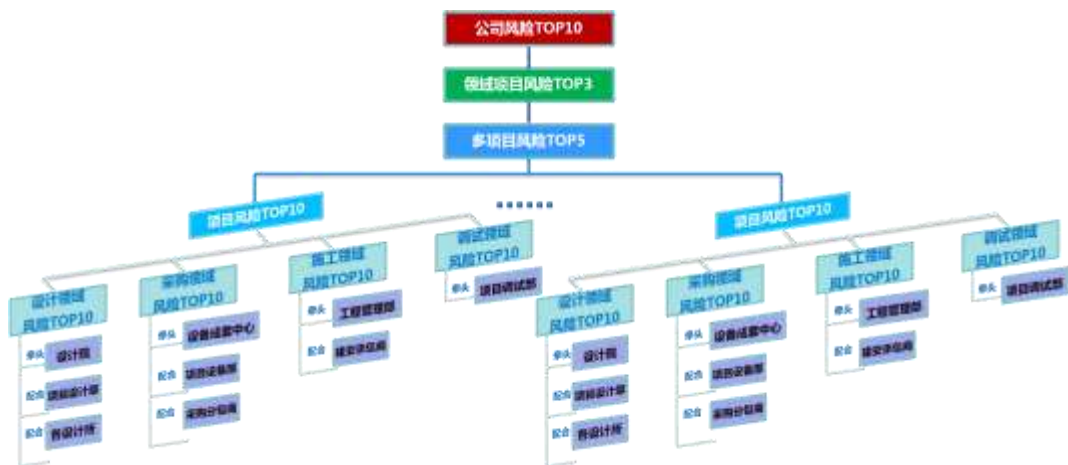 公司风险TOP10
领域项目风险TOP3
多项目风险TOP5
项目风险TOP10
......
项目风险TOP10
设计领域
风险TOP10
牵头
设计院
配合
项目设计部
配合
各设计所
采购领域
风险TOP10
牵头
设备成套中心
配合
项目设备部
配合
采购分包商
施工领域
风险TOP10
牵头
工程管理部
配合
建安承包商
调试领域
风险TOP10
牵头
项目调试部
设计领域
风险TOP10
牵头
设计院
配合
项目设计部
配合
各设计所
采购领域
风险TOP10
牵头
设备成套中心
配合
项目设备部
配合
采购分包商
施工领域
风险TOP10
牵头
工程管理部
配合
建安承包商
调试领域
风险TOP10
牵头
项目调试部